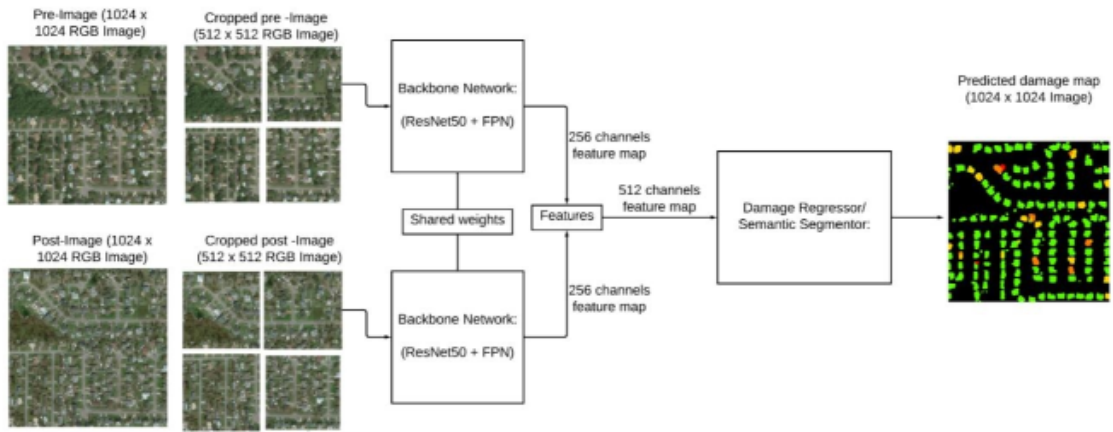 Pre-Image (1024 x
1024 RGB Image)
Cropped pre -Image
(512 x 512 RGB Image)
Backbone Network:
(ResNet50 + FPN)
256 channels
feature map
Predicted damage map
(1024 x 1024 Image)
Shared weights
Features
512 channels
feature map
Damage Regressor/
Semantic Segmentor:
Post-Image (1024 x
1024 RGB Image)
Cropped post -Image
(512 x 512 RGB Image)
Backbone Network:
(ResNet50 + FPN)
256 channels
feature map